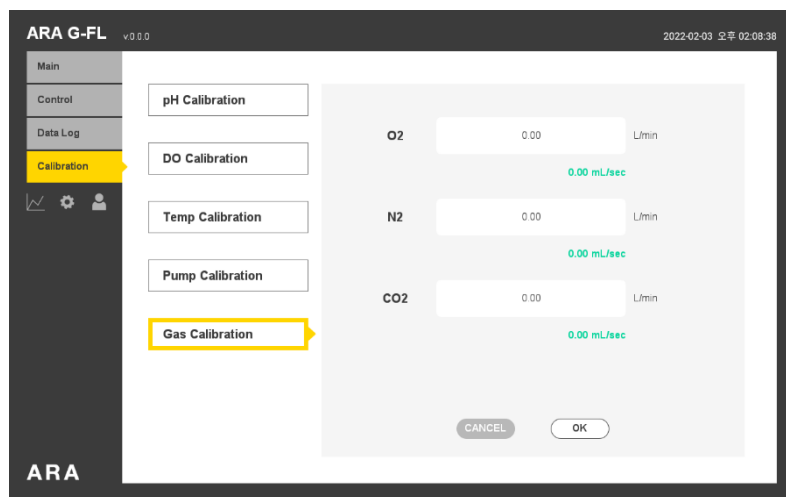 ARA G-FL v.0.0.0 2022-02-03 오후 02:08:38
Main
Control
Data Log
Calibration
pH Calibration
DO Calibration
Temp Calibration
Pump Calibration
Gas Calibration
O2 0.00 L/min
0.00 mL/sec
N2 0.00 L/min
0.00 mL/sec
CO2 0.00 L/min
0.00 mL/sec
CANCEL OK
ARA